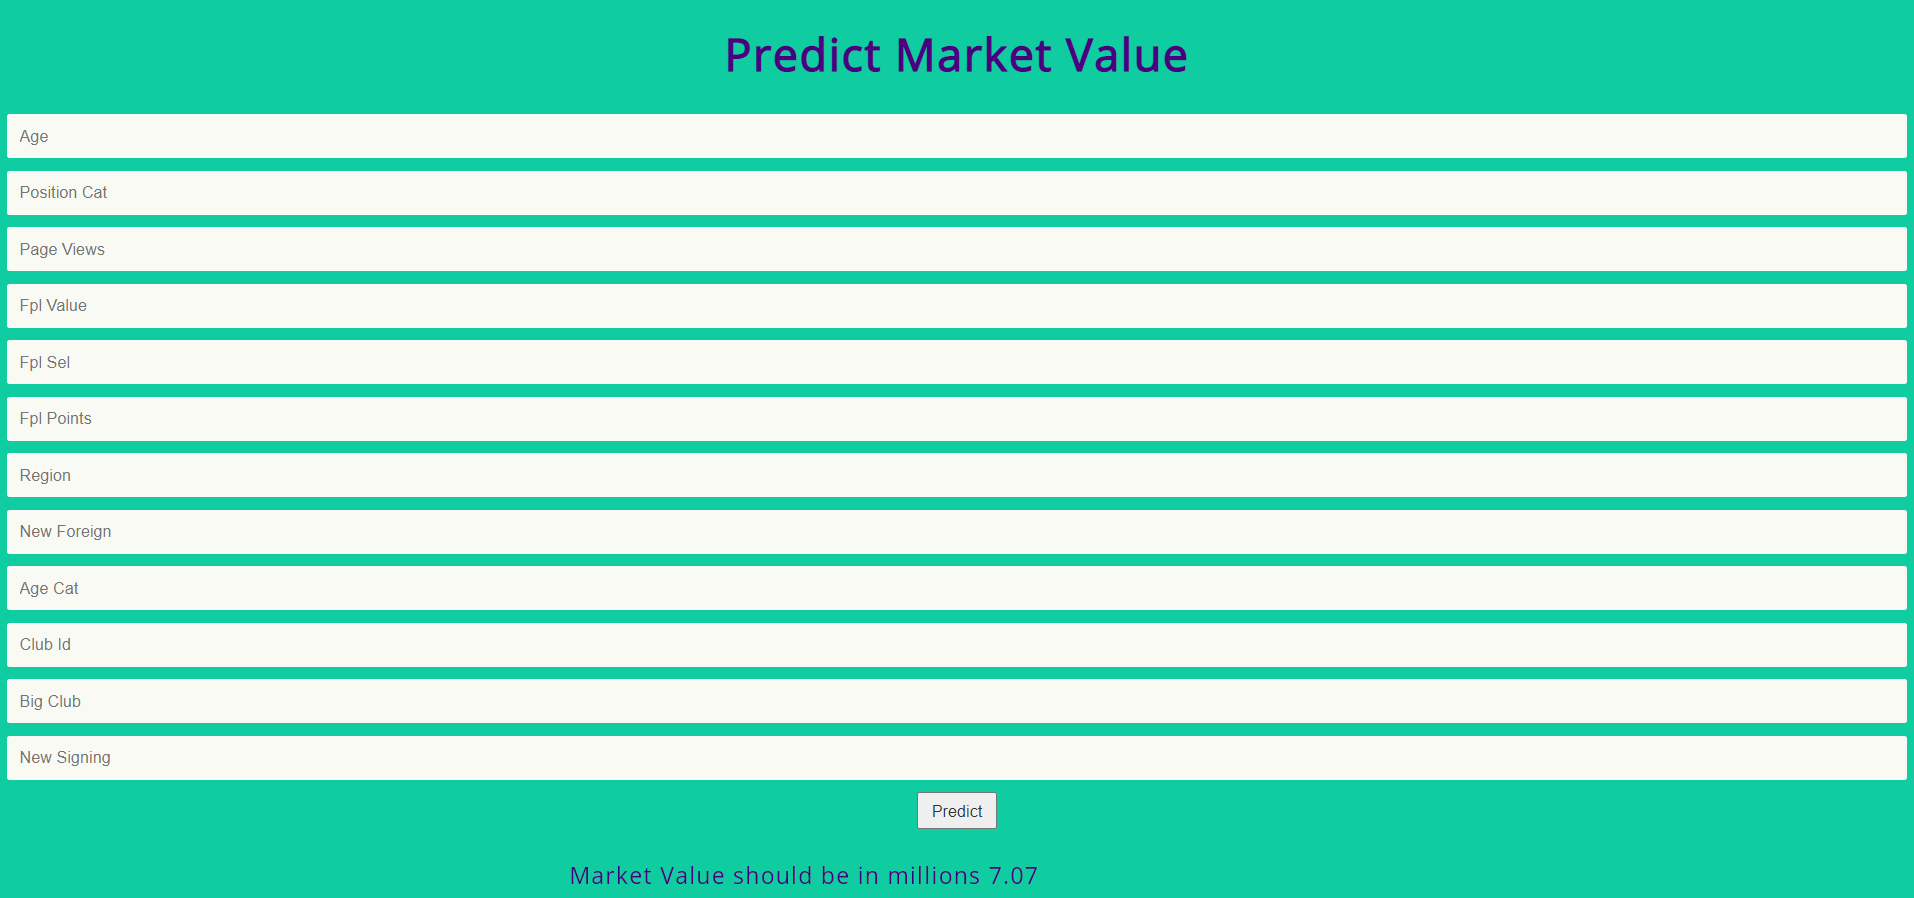 Predict Market Value
Age
Position Cat
Page Views
Fpl Value
Fpl Sel
Fpl Points
Region
New Foreign
Age Cat
Club Id
Big Club
New Signing
Predict
Market Value should be in millions 7.07